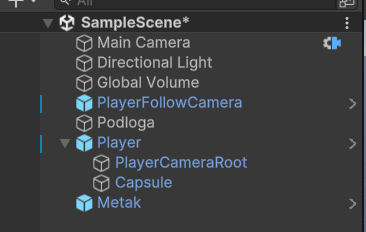 All
SampleScene*
Main Camera
Directional Light
Global Volume
PlayerFollowCamera
Podloga
Player
PlayerCameraRoot
Capsule
Metak